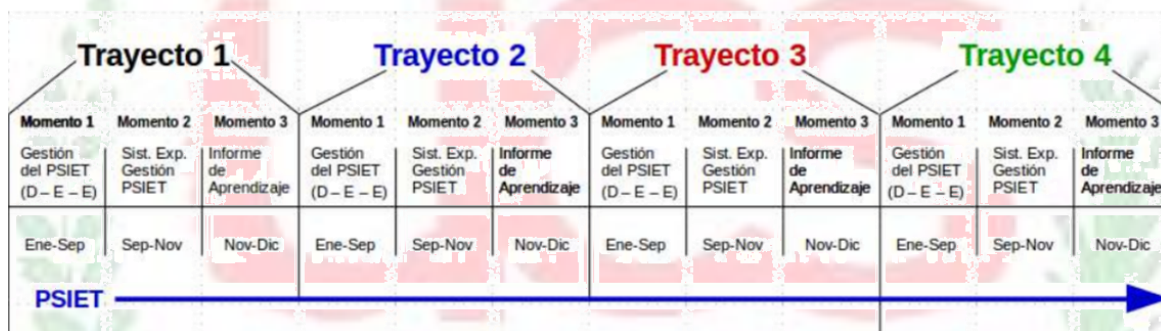 Trayecto 1 Trayecto 2 Trayecto 3 Trayecto 4
Momento 1 Momento 2 Momento 3 Momento 1 Momento 2 Momento 3 Momento 1 Momento 2 Momento 3 Momento 1 Momento 2 Momento 3
Gestión Sist. Exp. Informe Gestión Sist. Exp. Informe Gestión Sist. Exp. Informe Gestión Sist. Exp. Informe
del PSIET Gestión de del PSIET Gestión de del PSIET Gestión de del PSIET Gestión de
(D – E – E) PSIET Aprendizaje (D – E – E) PSIET Aprendizaje (D – E – E) PSIET Aprendizaje (D – E – E) PSIET Aprendizaje
Ene-Sep Sep-Nov Nov-Dic Ene-Sep Sep-Nov Nov-Dic Ene-Sep Sep-Nov Nov-Dic Ene-Sep Sep-Nov Nov-Dic
PSIET